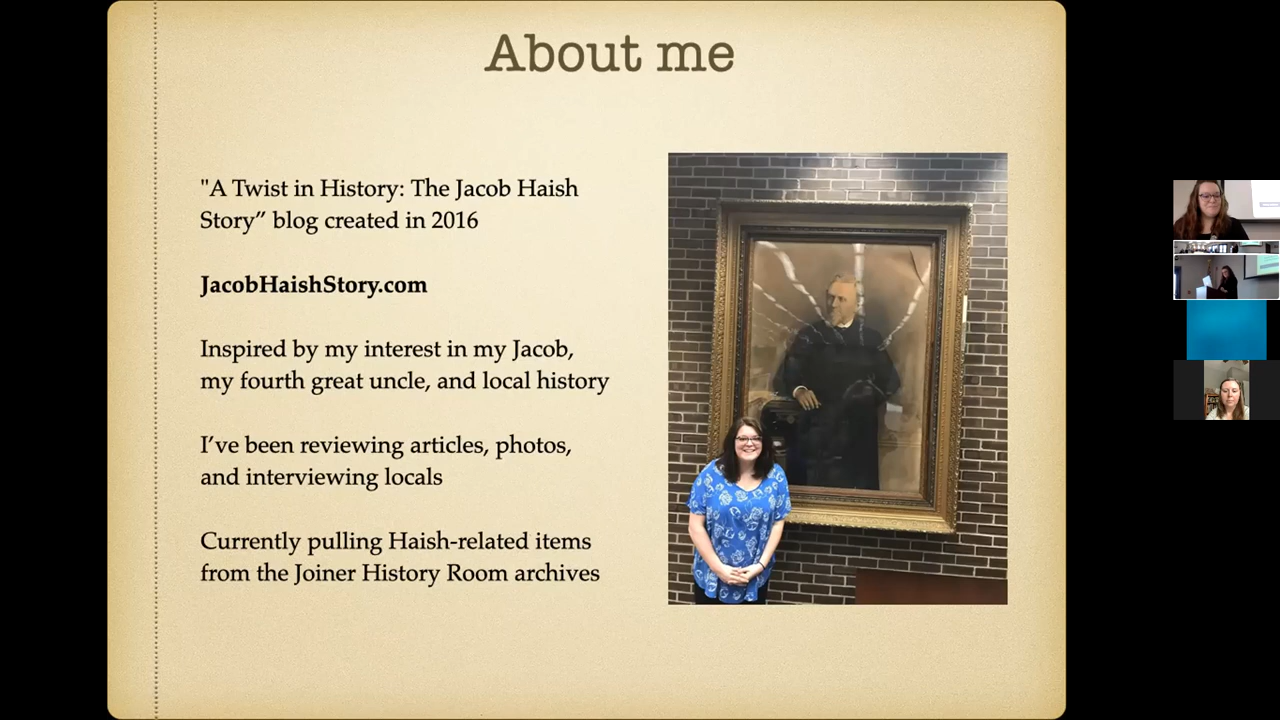 About me
"A Twist in History: The Jacob Haish
Story” blog created in 2016
JacobHaishStory.com
Inspired by my interest in my Jacob,
my fourth great uncle, and local history
I’ve been reviewing articles, photos,
and interviewing locals
Currently pulling Haish-related items
from the Joiner History Room archives